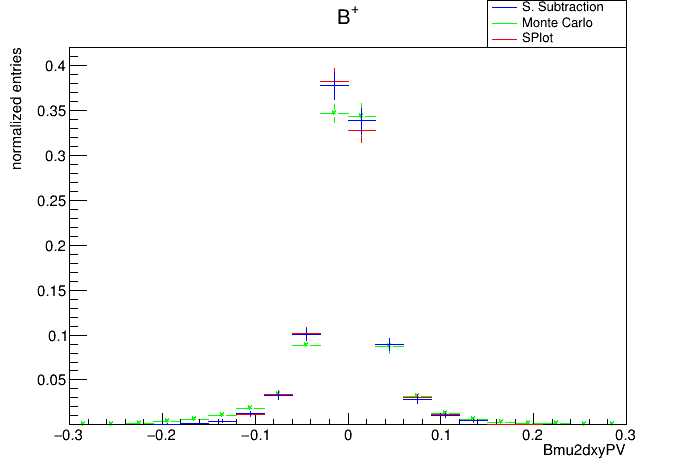 B+
S. Subtraction
Monte Carlo
SPlot
normalized entries
0.4
0.35
0.3
0.25
0.2
0.15
0.1
0.05
−0.3 −0.2 −0.1 0 0.1 0.2 0.3
Bmu2dxyPV